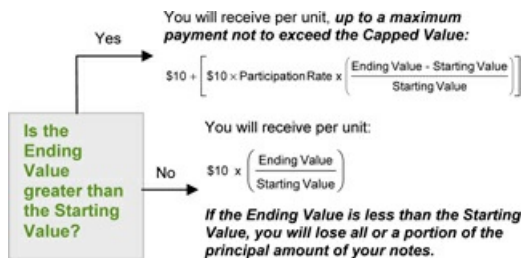 You will receive per unit, up to a maximum
payment not to exceed the Capped Value:
Yes
$10 + [ $10 × Participation Rate x ( Ending Value - Starting Value / Starting Value ) ]
Is the
Ending
Value
greater than
the Starting
Value?
No
You will receive per unit:
$10 x ( Ending Value / Starting Value )
If the Ending Value is less than the Starting
Value, you will lose all or a portion of the
principal amount of your notes.